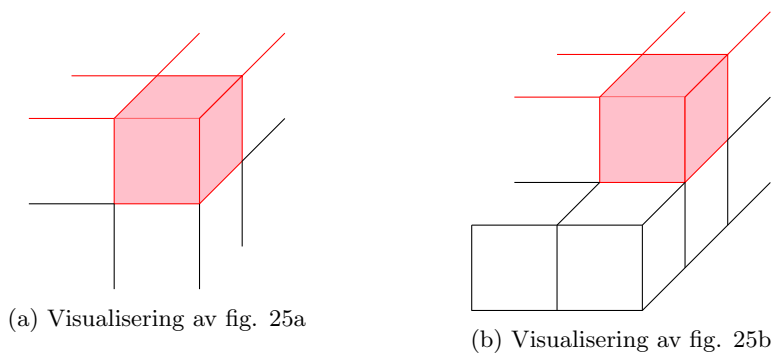 (a) Visualisering av fig. 25a
(b) Visualisering av fig. 25b